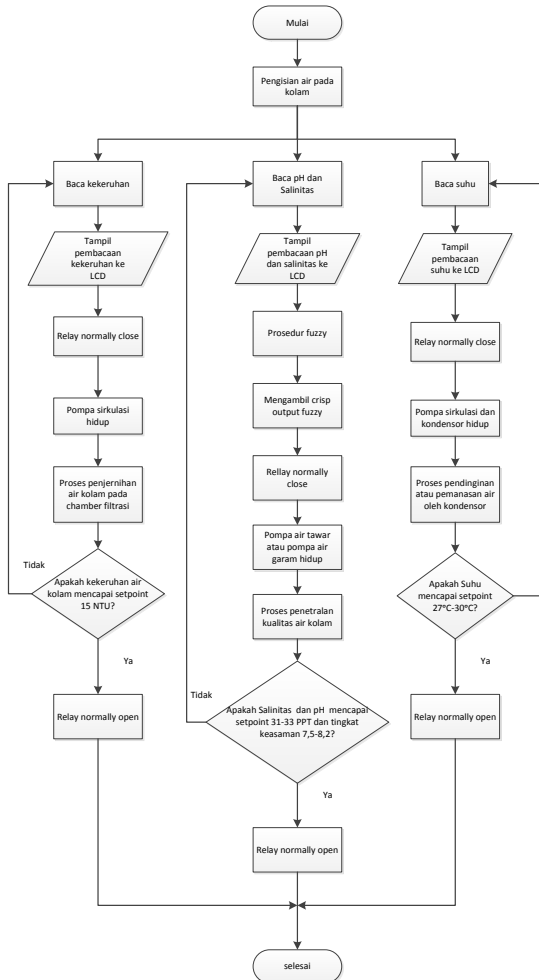 Mulai
Pengisian air pada
kolam
Baca kekeruhan
Tampil
pembacaan
kekeruhan ke
LCD
Relay normally close
Pompa sirkulasi
hidup
Proses penjernihan
air kolam pada
chamber filtrasi
Tidak
Apakah kekeruhan air
kolam mencapai setpoint
15 NTU?
Ya
Relay normally open
Baca pH dan
Salinitas
Tampil
pembacaan pH
dan salinitas ke
LCD
Prosedur fuzzy
Mengambil crisp
output fuzzy
Rellay normally
close
Pompa air tawar
atau pompa air
garam hidup
Proses penetralan
kualitas air kolam
Tidak
Apakah Salinitas dan pH mencapai
setpoint 31-33 PPT dan tingkat
keasaman 7,5-8,2?
Ya
Relay normally open
Baca suhu
Tampil
pembacaan
suhu ke LCD
Relay normally close
Pompa sirkulasi dan
kondensor hidup
Proses pendinginan
atau pemanasan air
oleh kondensor
Apakah Suhu
mencapai setpoint
27°C-30°C?
Ya
Relay normally open
selesai